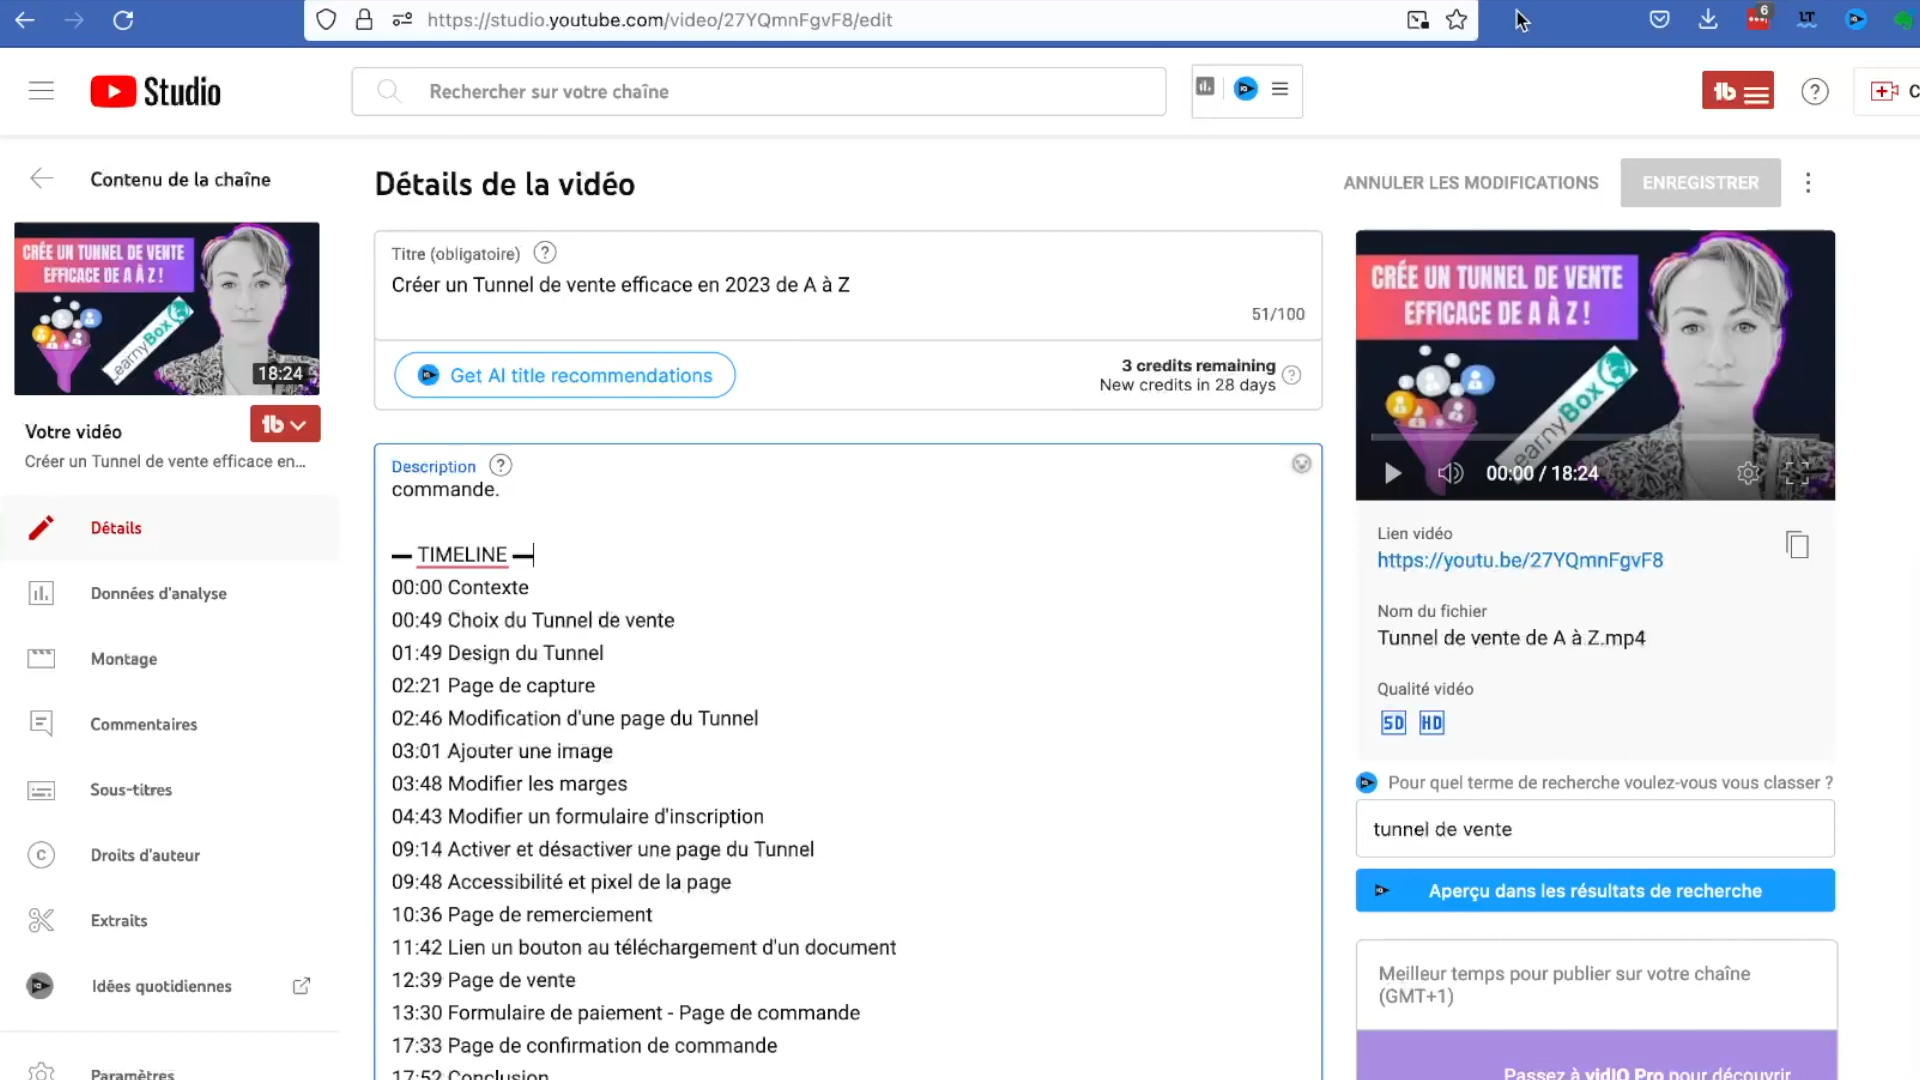 https://studio.youtube.com/video/27YQmnFgvF8/edit
6
LT
Studio
Rechercher sur votre chaîne
tb
Contenu de la chaîne
Détails de la vidéo
ANNULER LES MODIFICATIONS
ENREGISTRER
CRÉE UN TUNNEL DE VENTE
EFFICACE DE A À Z !
earnyBox
18:24
Titre (obligatoire)
Créer un Tunnel de vente efficace en 2023 de A à Z
51/100
Get AI title recommendations
3 credits remaining
New credits in 28 days
CRÉE UN TUNNEL DE VENTE
EFFICACE DE A À Z !
earnyBox
00:00 / 18:24
Votre vidéo
tb
Créer un Tunnel de vente efficace en...
Détails
Données d'analyse
Montage
Commentaires
Sous-titres
Droits d'auteur
Extraits
Idées quotidiennes
Paramètres
Description
commande.
— TIMELINE —
00:00 Contexte
00:49 Choix du Tunnel de vente
01:49 Design du Tunnel
02:21 Page de capture
02:46 Modification d'une page du Tunnel
03:01 Ajouter une image
03:48 Modifier les marges
04:43 Modifier un formulaire d'inscription
09:14 Activer et désactiver une page du Tunnel
09:48 Accessibilité et pixel de la page
10:36 Page de remerciement
11:42 Lien un bouton au téléchargement d'un document
12:39 Page de vente
13:30 Formulaire de paiement - Page de commande
17:33 Page de confirmation de commande
17:52 Conclusion
Lien vidéo
https://youtu.be/27YQmnFgvF8
Nom du fichier
Tunnel de vente de A à Z.mp4
Qualité vidéo
SD HD
Pour quel terme de recherche voulez-vous vous classer ?
tunnel de vente
Aperçu dans les résultats de recherche
Meilleur temps pour publier sur votre chaîne
(GMT+1)
Passez à vidIQ Pro pour découvrir